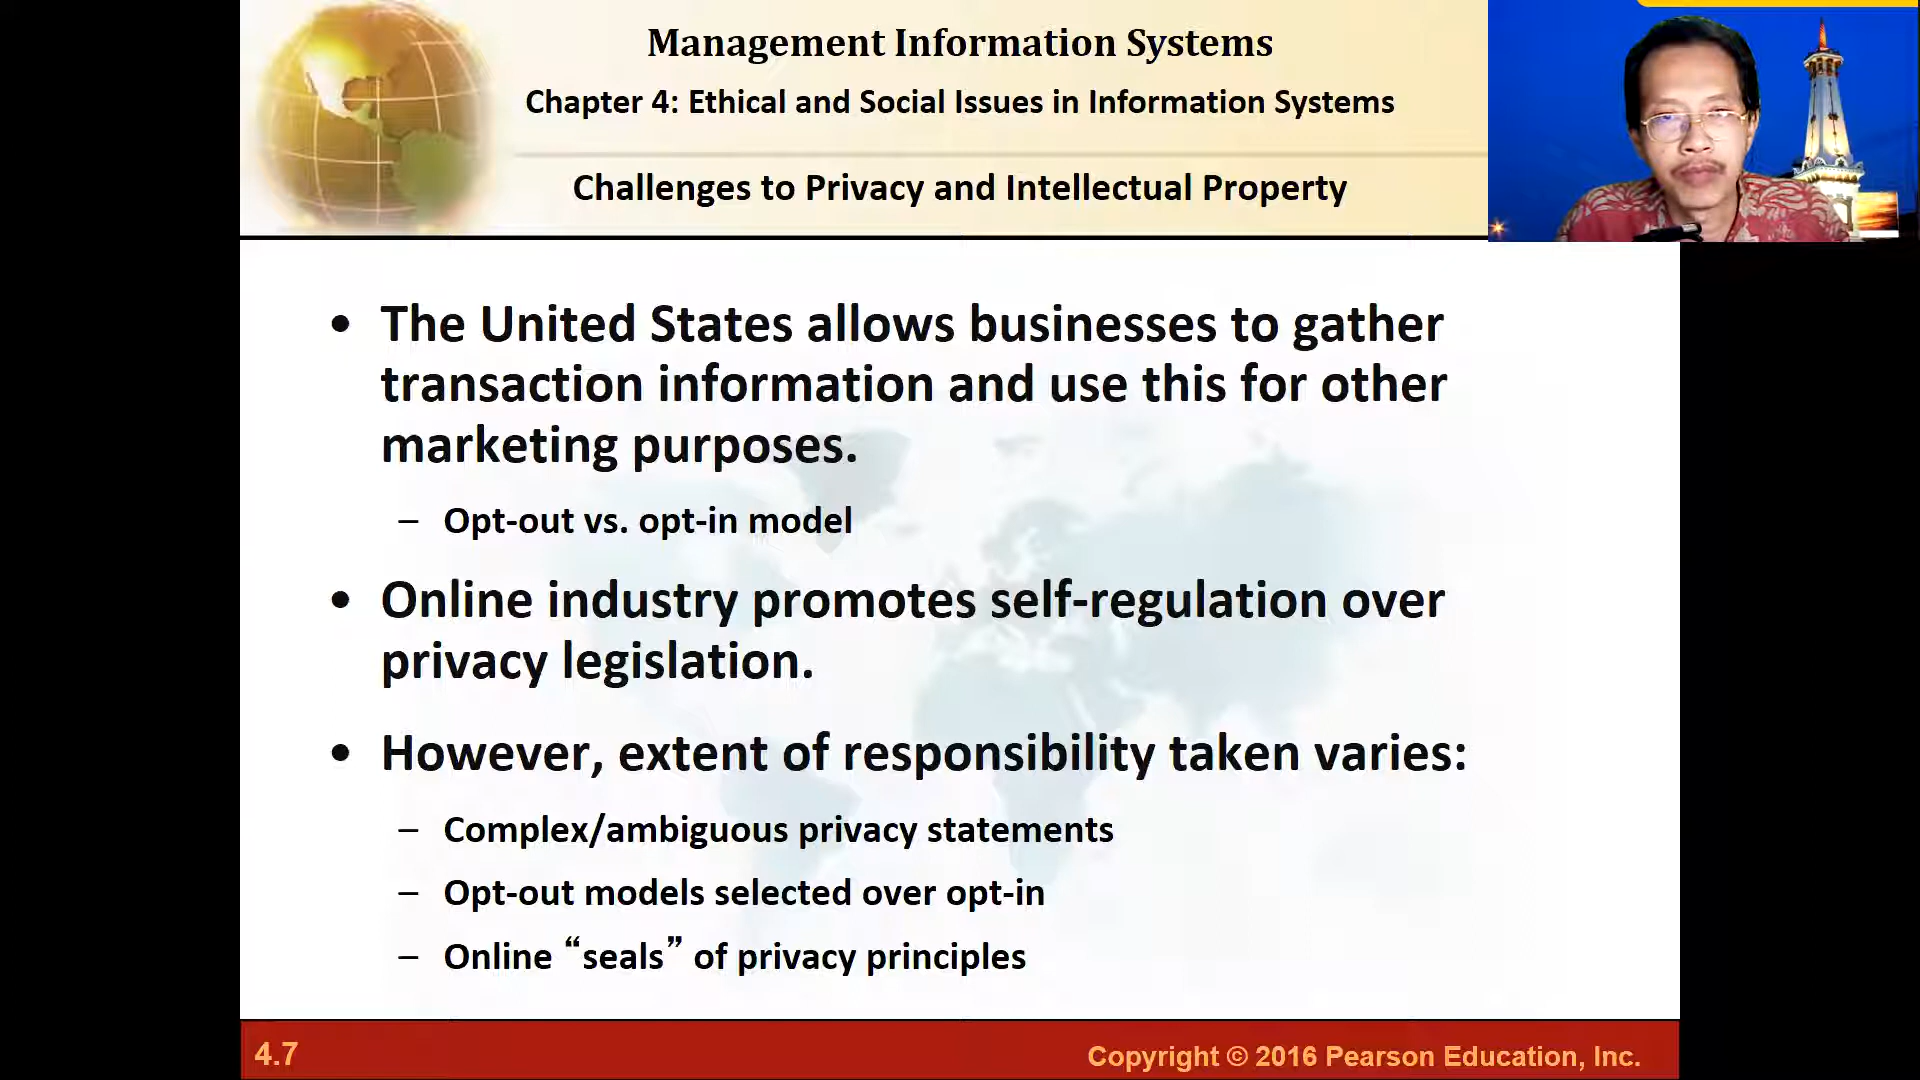 Management Information Systems
Chapter 4: Ethical and Social Issues in Information Systems
Challenges to Privacy and Intellectual Property
• The United States allows businesses to gather
transaction information and use this for other
marketing purposes.
– Opt-out vs. opt-in model
• Online industry promotes self-regulation over
privacy legislation.
• However, extent of responsibility taken varies:
– Complex/ambiguous privacy statements
– Opt-out models selected over opt-in
– Online “seals” of privacy principles
4.7
Copyright © 2016 Pearson Education, Inc.